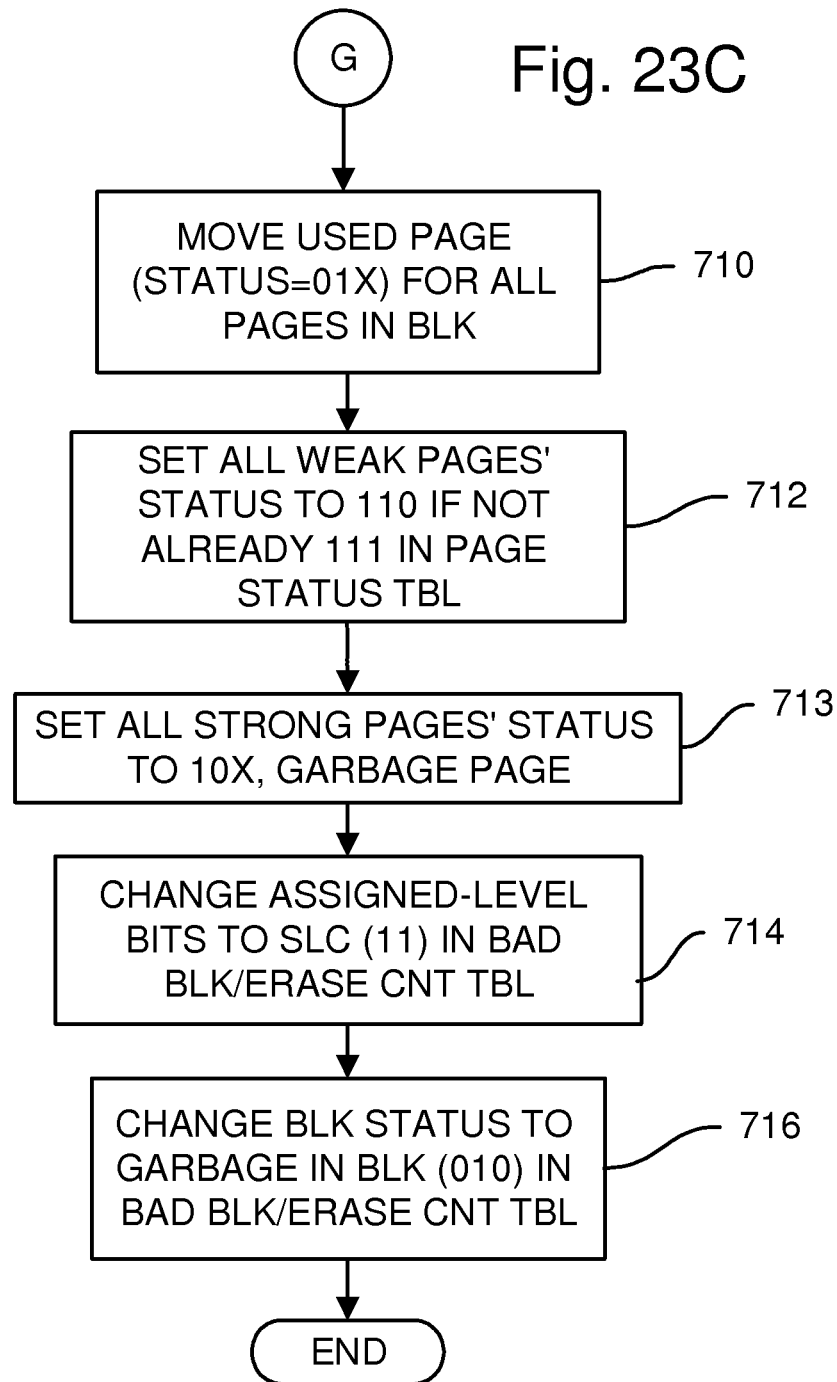 G
Fig. 23C
MOVE USED PAGE
(STATUS=01X) FOR ALL
PAGES IN BLK
710
SET ALL WEAK PAGES'
STATUS TO 110 IF NOT
ALREADY 111 IN PAGE
STATUS TBL
712
SET ALL STRONG PAGES' STATUS
TO 10X, GARBAGE PAGE
713
CHANGE ASSIGNED-LEVEL
BITS TO SLC (11) IN BAD
BLK/ERASE CNT TBL
714
CHANGE BLK STATUS TO
GARBAGE IN BLK (010) IN
BAD BLK/ERASE CNT TBL
716
END